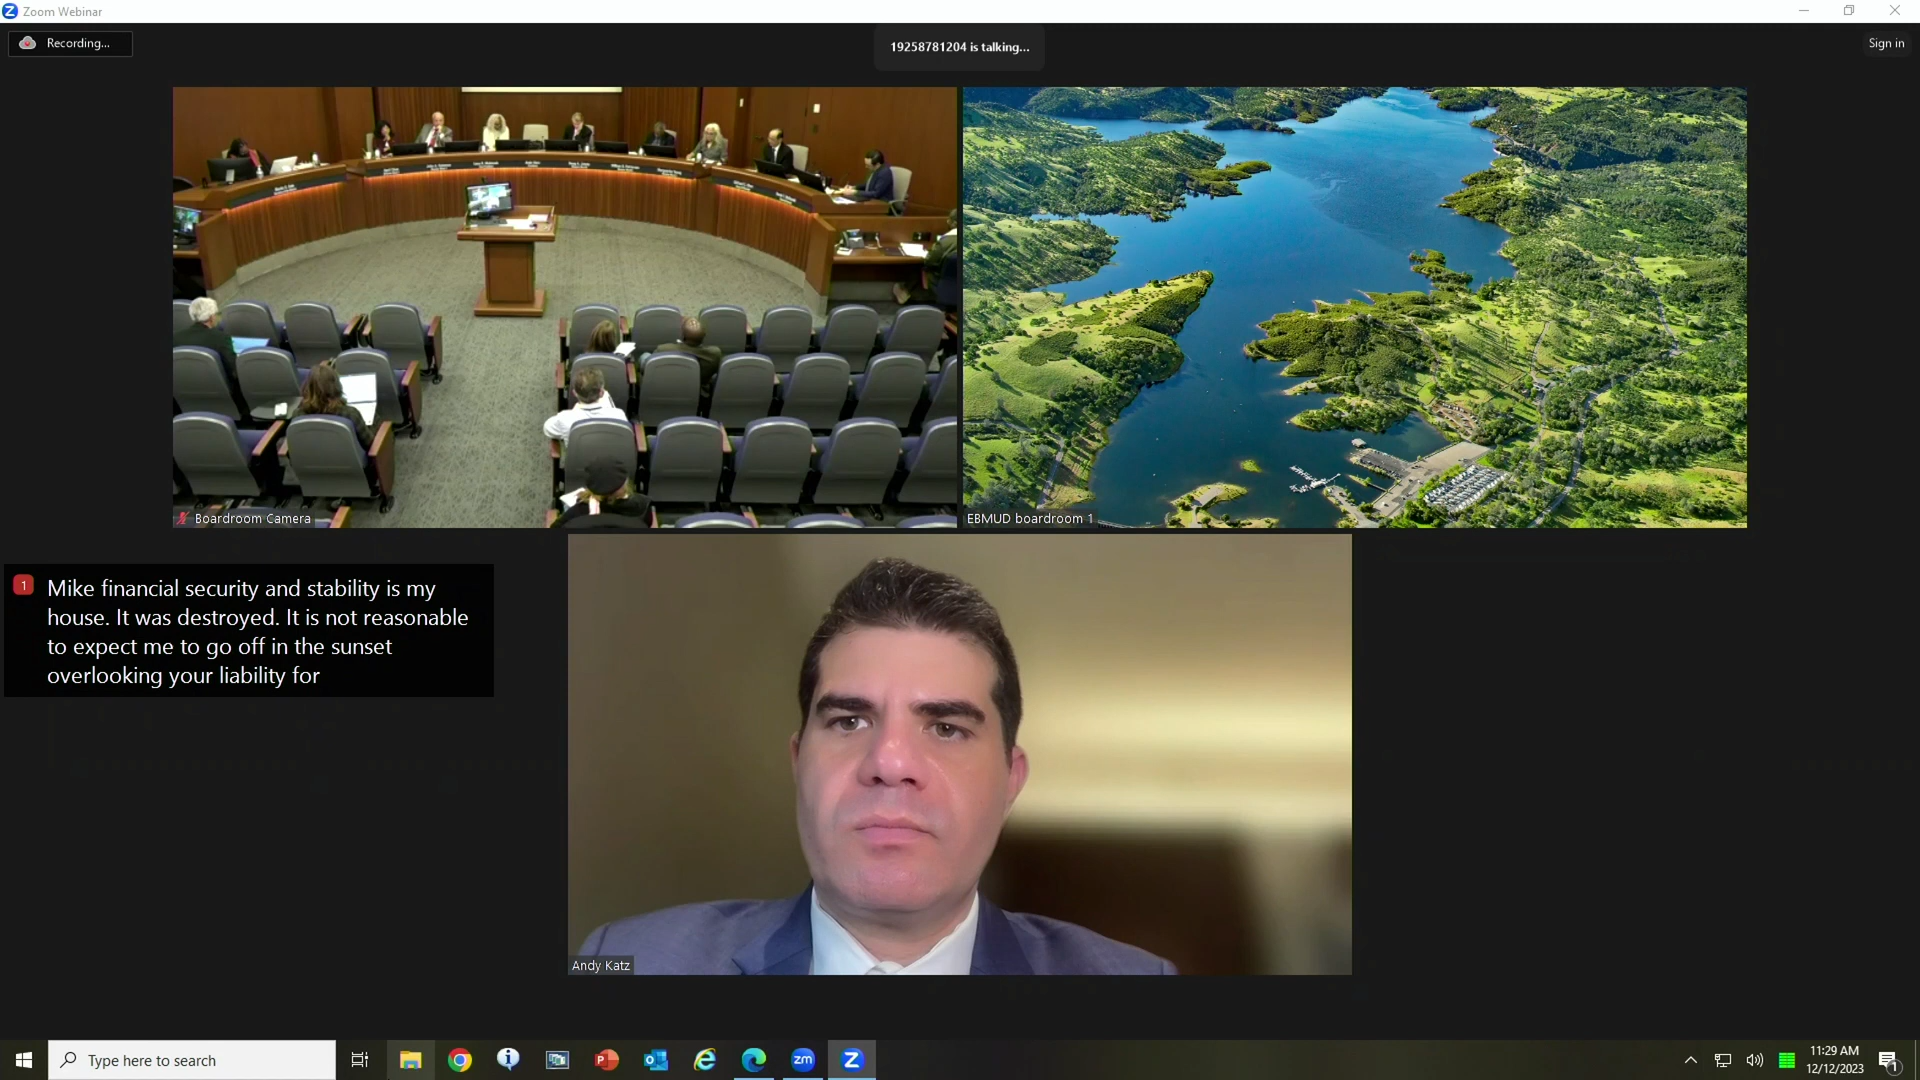 Zoom Webinar
Recording...
19258781204 is talking...
Sign in
Boardroom Camera
EBMUD boardroom 1
1
Mike financial security and stability is my
house. It was destroyed. It is not reasonable
to expect me to go off in the sunset
overlooking your liability for
Andy Katz
Type here to search
11:29 AM
12/12/2023
1